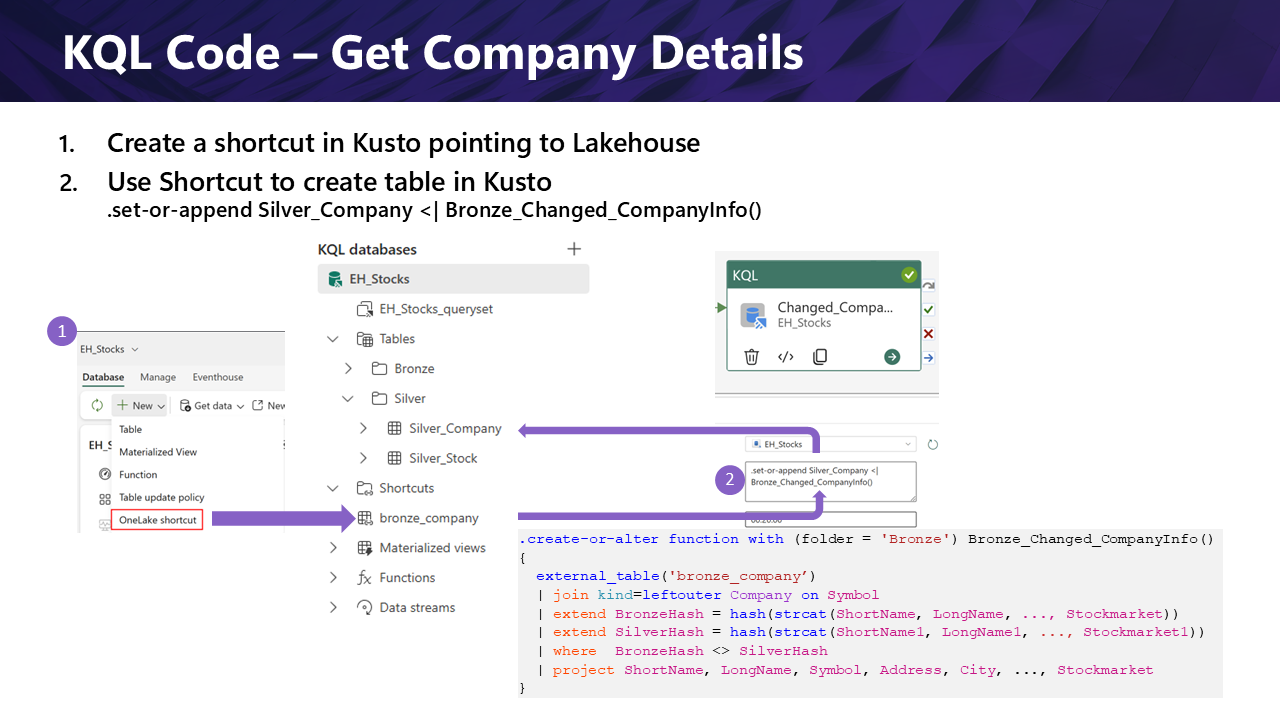 KQL Code – Get Company Details
1. Create a shortcut in Kusto pointing to Lakehouse
2. Use Shortcut to create table in Kusto
.set-or-append Silver_Company <| Bronze_Changed_CompanyInfo()
1
EH_Stocks
Database Manage Eventhouse
New Get data New
EH_S
Table
Materialized View
Function
Table update policy
OneLake shortcut
KQL databases
EH_Stocks
EH_Stocks_queryset
Tables
Bronze
Silver
Silver_Company
Silver_Stock
Shortcuts
bronze_company
Materialized views
Functions
Data streams
KQL
Changed_Compa...
EH_Stocks
EH_Stocks
2
.set-or-append Silver_Company <|
Bronze_Changed_CompanyInfo()
.create-or-alter function with (folder = 'Bronze') Bronze_Changed_CompanyInfo()
{
external_table('bronze_company’)
| join kind=leftouter Company on Symbol
| extend BronzeHash = hash(strcat(ShortName, LongName, ..., Stockmarket))
| extend SilverHash = hash(strcat(ShortName1, LongName1, ..., Stockmarket1))
| where BronzeHash <> SilverHash
| project ShortName, LongName, Symbol, Address, City, ..., Stockmarket
}